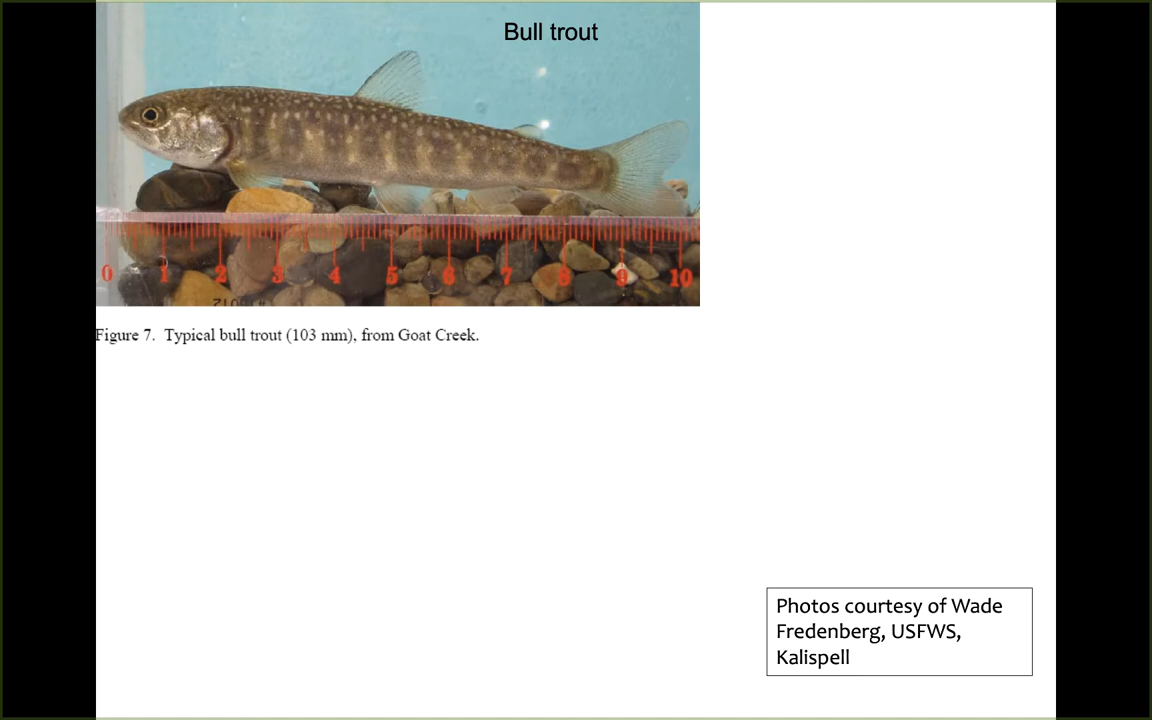 Bull trout
0 1 2 3 4 5 6 7 8 9 10
Figure 7.  Typical bull trout (103 mm), from Goat Creek.
Photos courtesy of Wade
Fredenberg, USFWS,
Kalispell